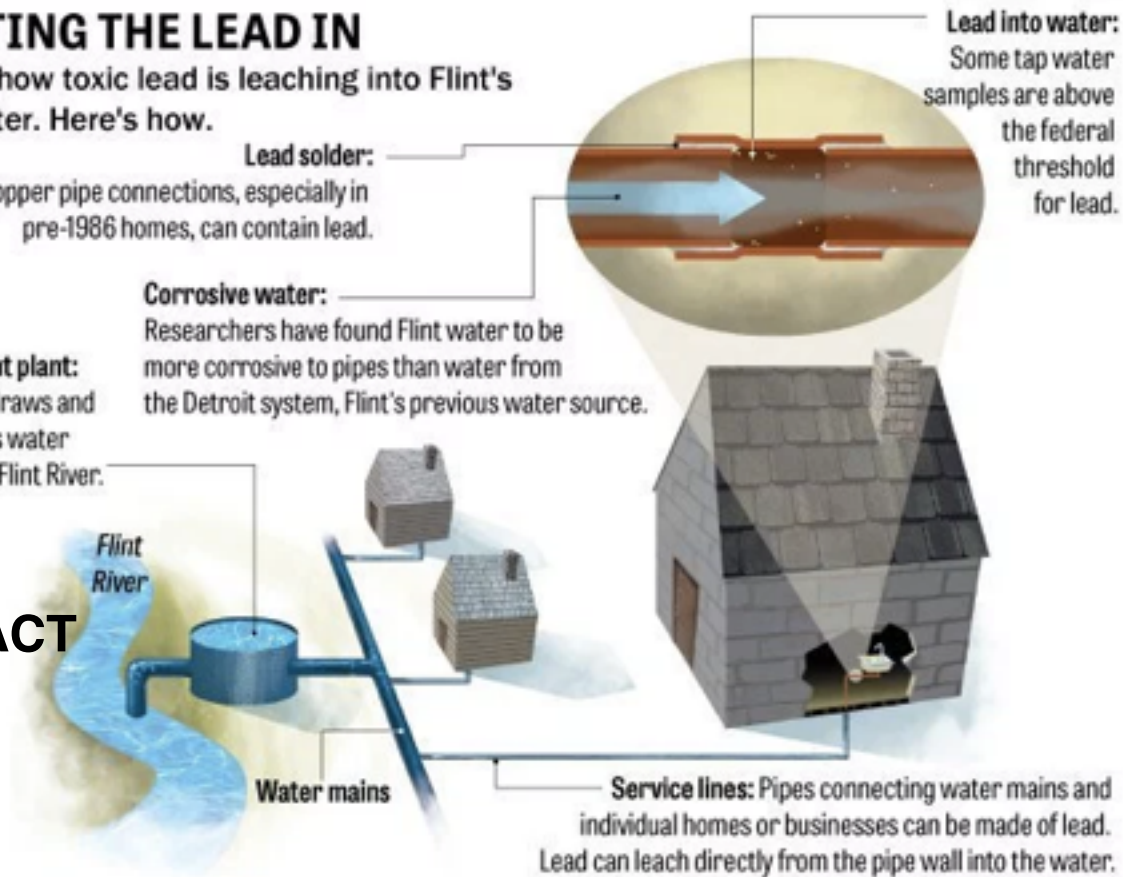 TING THE LEAD IN
how toxic lead is leaching into Flint's
ter. Here's how.
Lead into water:
Some tap water
samples are above
the federal
threshold
for lead.
Lead solder:
opper pipe connections, especially in
pre-1986 homes, can contain lead.
Corrosive water:
Researchers have found Flint water to be
more corrosive to pipes than water from
the Detroit system, Flint's previous water source.
nt plant:
raws and
s water
Flint River.
Flint
River
ACT
Water mains
Service lines: Pipes connecting water mains and
individual homes or businesses can be made of lead.
Lead can leach directly from the pipe wall into the water.